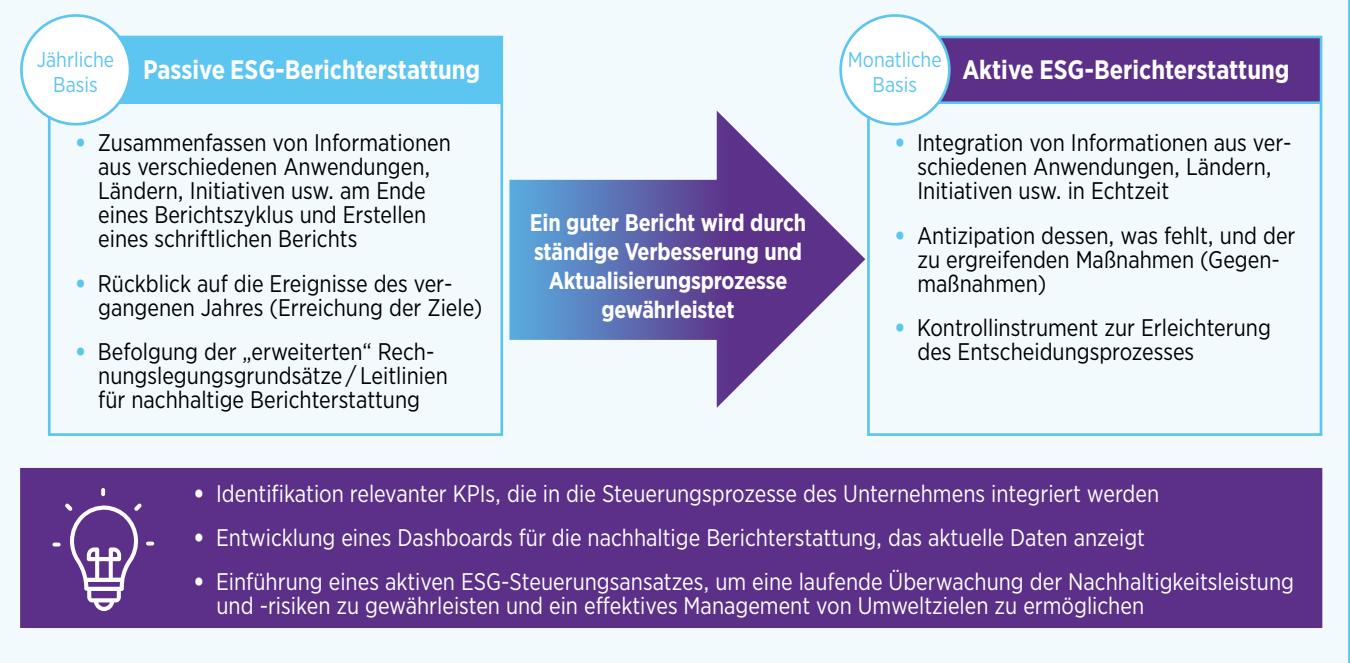 Jährliche
Basis
Passive ESG-Berichterstattung
• Zusammenfassen von Informationen
aus verschiedenen Anwendungen,
Ländern, Initiativen usw. am Ende
eines Berichtszyklus und Erstellen
eines schriftlichen Berichts
• Rückblick auf die Ereignisse des ver-
gangenen Jahres (Erreichung der Ziele)
• Befolgung der „erweiterten“ Rech-
nungslegungsgrundsätze / Leitlinien
für nachhaltige Berichterstattung
Ein guter Bericht wird durch
ständige Verbesserung und
Aktualisierungsprozesse
gewährleistet
Monatliche
Basis
Aktive ESG-Berichterstattung
• Integration von Informationen aus ver-
schiedenen Anwendungen, Ländern,
Initiativen usw. in Echtzeit
• Antizipation dessen, was fehlt, und der
zu ergreifenden Maßnahmen (Gegen-
maßnahmen)
• Kontrollinstrument zur Erleichterung
des Entscheidungsprozesses
• Identifikation relevanter KPIs, die in die Steuerungsprozesse des Unternehmens integriert werden
• Entwicklung eines Dashboards für die nachhaltige Berichterstattung, das aktuelle Daten anzeigt
• Einführung eines aktiven ESG-Steuerungsansatzes, um eine laufende Überwachung der Nachhaltigkeitsleistung
und -risiken zu gewährleisten und ein effektives Management von Umweltzielen zu ermöglichen